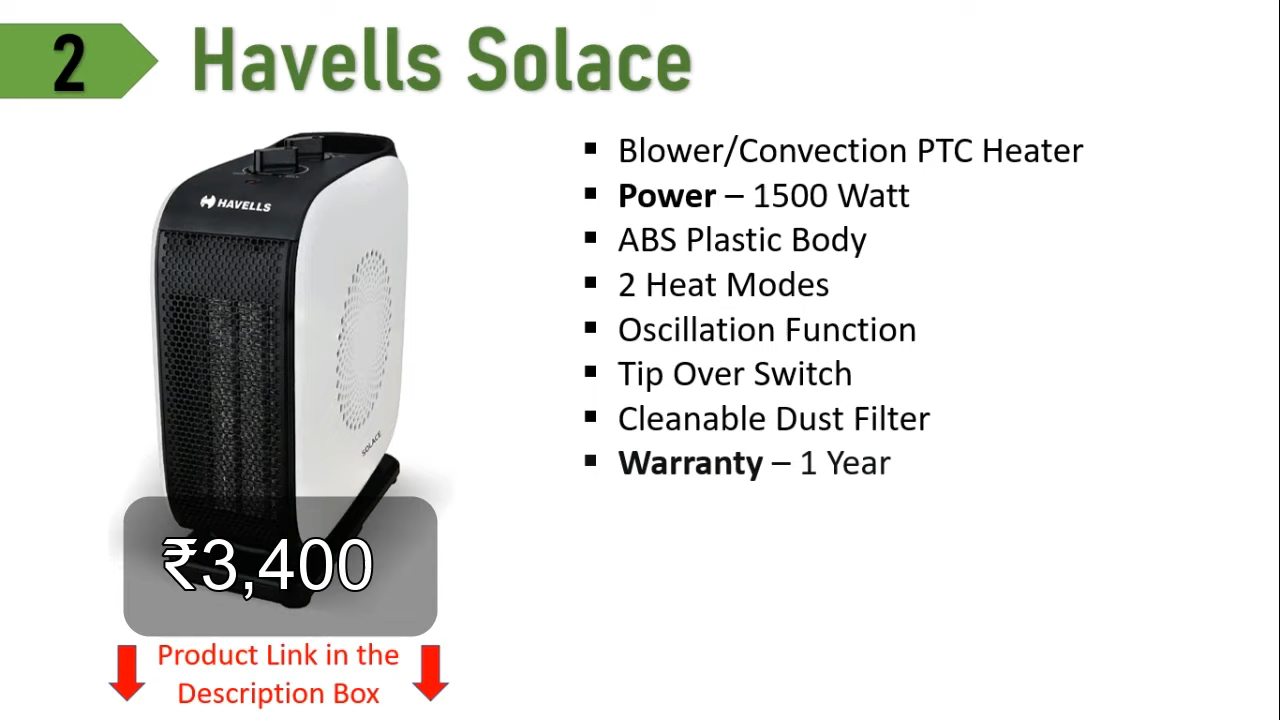 2
Havells Solace
HAVELLS
SOLACE
Blower/Convection PTC Heater
Power – 1500 Watt
ABS Plastic Body
2 Heat Modes
Oscillation Function
Tip Over Switch
Cleanable Dust Filter
Warranty – 1 Year
₹3,400
Product Link in the
Description Box